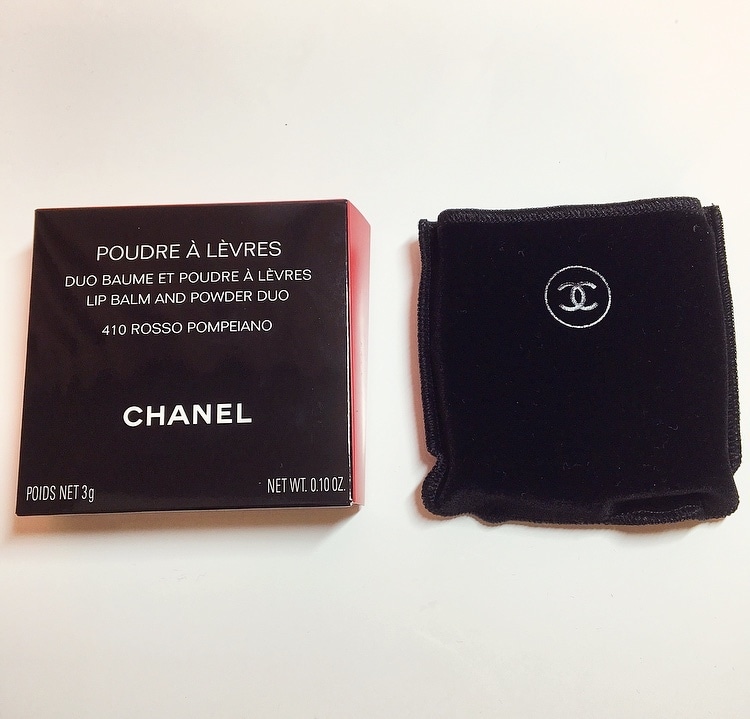 POUDRE À LÈVRES
DUO BAUME ET POUDRE À LÈVRES
LIP BALM AND POWDER DUO
410 ROSSO POMPEIANO
CHANEL
POIDS NET 3g
NET WT. 0.10 OZ.